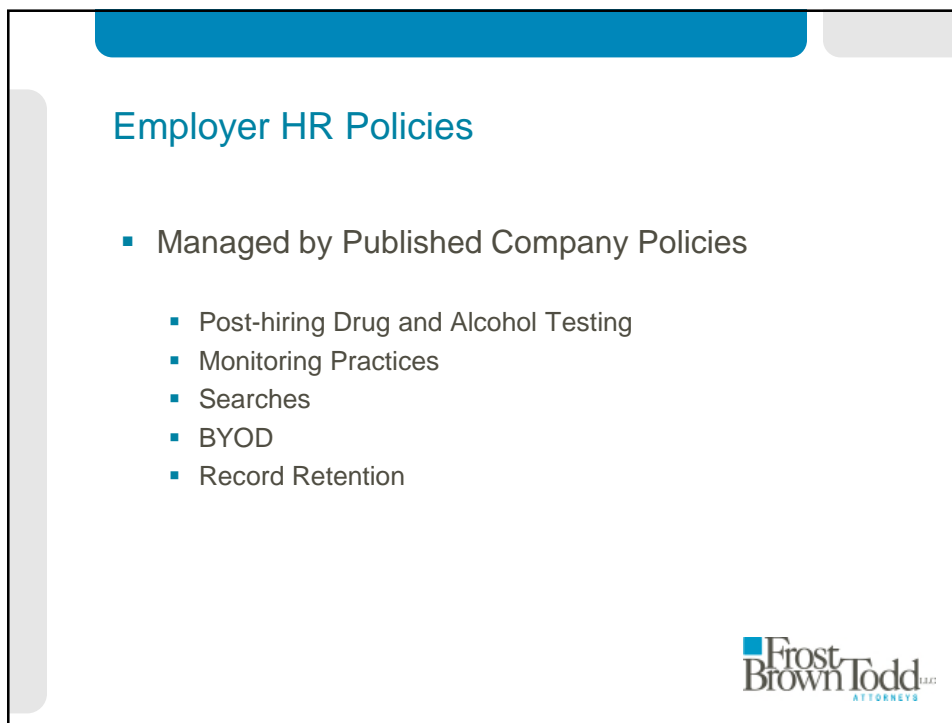 Employer HR Policies
▪ Managed by Published Company Policies
▪ Post-hiring Drug and Alcohol Testing
▪ Monitoring Practices
▪ Searches
▪ BYOD
▪ Record Retention
Frost
Brown Todd LLC
ATTORNEYS